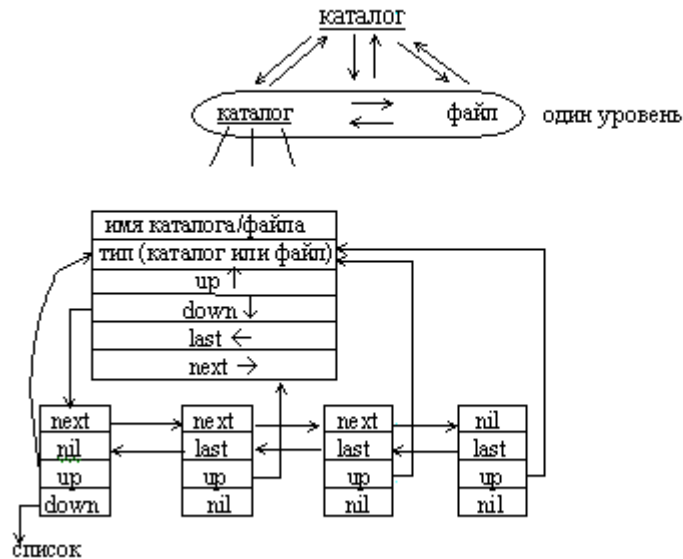 каталог
каталог файл один уровень
имя каталога/файла
тип (каталог или файл)
up ↑
down ↓
last ←
next →
next next next nil
nil last last last
up up up up
down nil nil nil
список